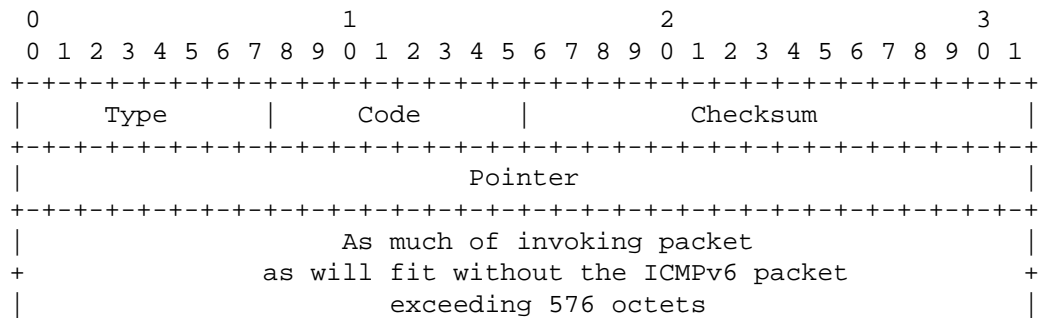 0                   1                   2                   3
 0 1 2 3 4 5 6 7 8 9 0 1 2 3 4 5 6 7 8 9 0 1 2 3 4 5 6 7 8 9 0 1
+-+-+-+-+-+-+-+-+-+-+-+-+-+-+-+-+-+-+-+-+-+-+-+-+-+-+-+-+-+-+-+-+
|     Type      |     Code      |          Checksum             |
+-+-+-+-+-+-+-+-+-+-+-+-+-+-+-+-+-+-+-+-+-+-+-+-+-+-+-+-+-+-+-+-+
|                            Pointer                            |
+-+-+-+-+-+-+-+-+-+-+-+-+-+-+-+-+-+-+-+-+-+-+-+-+-+-+-+-+-+-+-+-+
|                    As much of invoking packet                 |
+               as will fit without the ICMPv6 packet           +
|                       exceeding 576 octets                    |